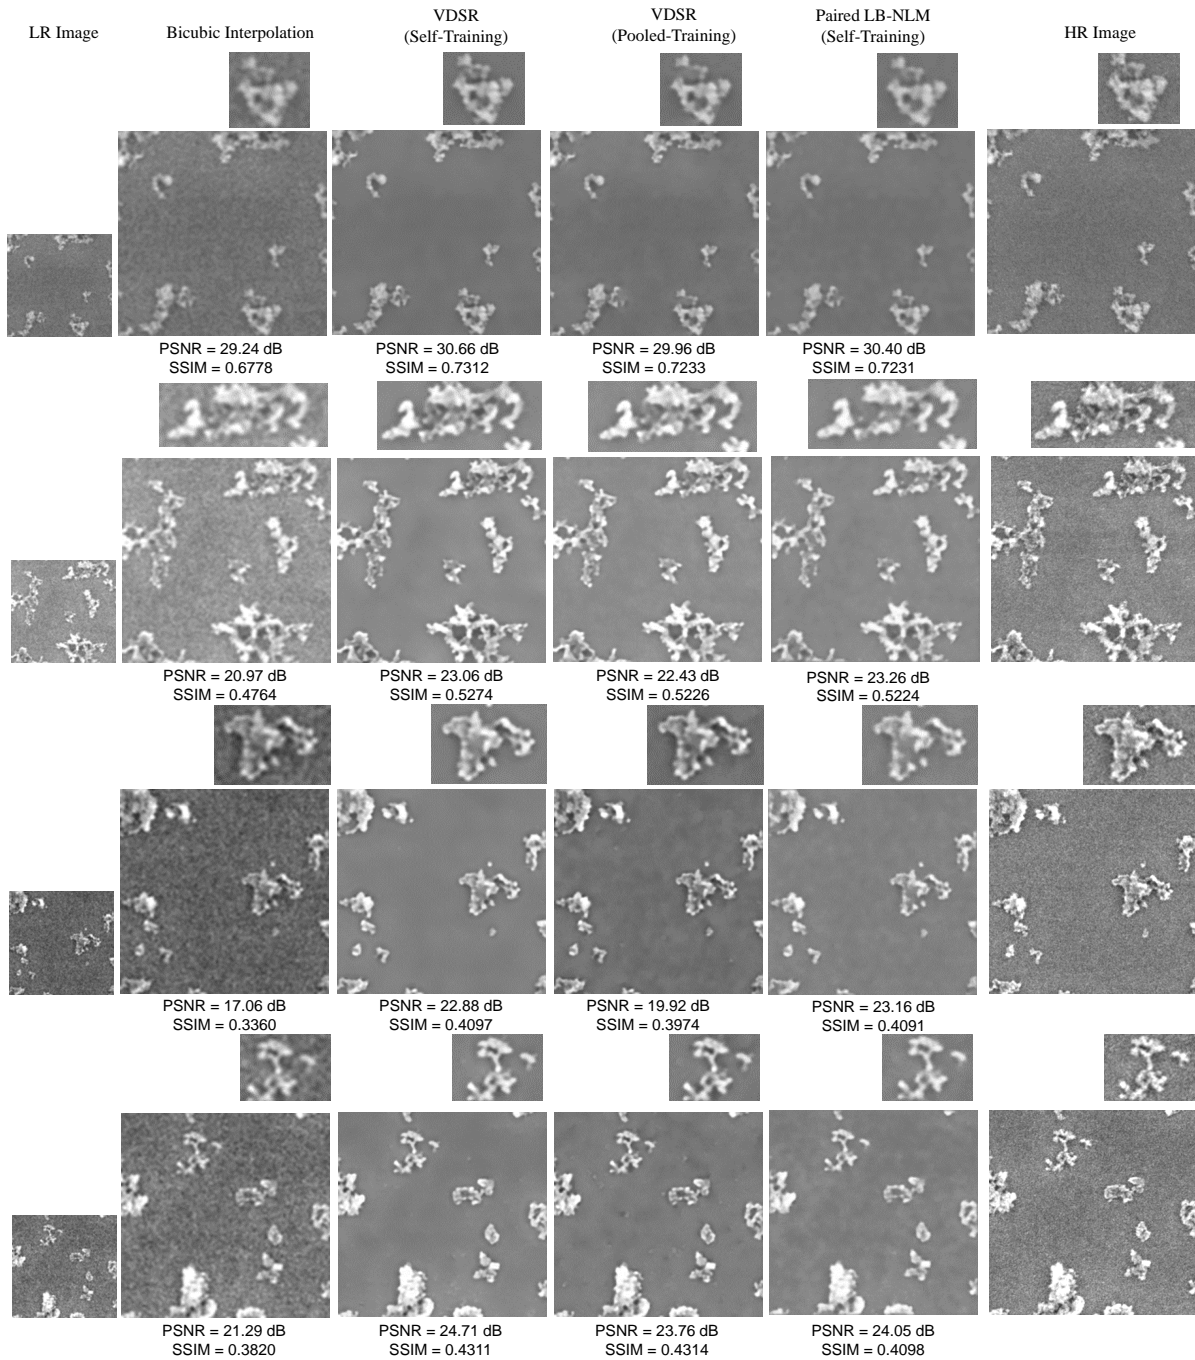 LR Image
Bicubic Interpolation
VDSR
(Self-Training)
VDSR
(Pooled-Training)
Paired LB-NLM
(Self-Training)
HR Image
PSNR = 29.24 dB
SSIM = 0.6778
PSNR = 30.66 dB
SSIM = 0.7312
PSNR = 29.96 dB
SSIM = 0.7233
PSNR = 30.40 dB
SSIM = 0.7231
PSNR = 20.97 dB
SSIM = 0.4764
PSNR = 23.06 dB
SSIM = 0.5274
PSNR = 22.43 dB
SSIM = 0.5226
PSNR = 23.26 dB
SSIM = 0.5224
PSNR = 17.06 dB
SSIM = 0.3360
PSNR = 22.88 dB
SSIM = 0.4097
PSNR = 19.92 dB
SSIM = 0.3974
PSNR = 23.16 dB
SSIM = 0.4091
PSNR = 21.29 dB
SSIM = 0.3820
PSNR = 24.71 dB
SSIM = 0.4311
PSNR = 23.76 dB
SSIM = 0.4314
PSNR = 24.05 dB
SSIM = 0.4098